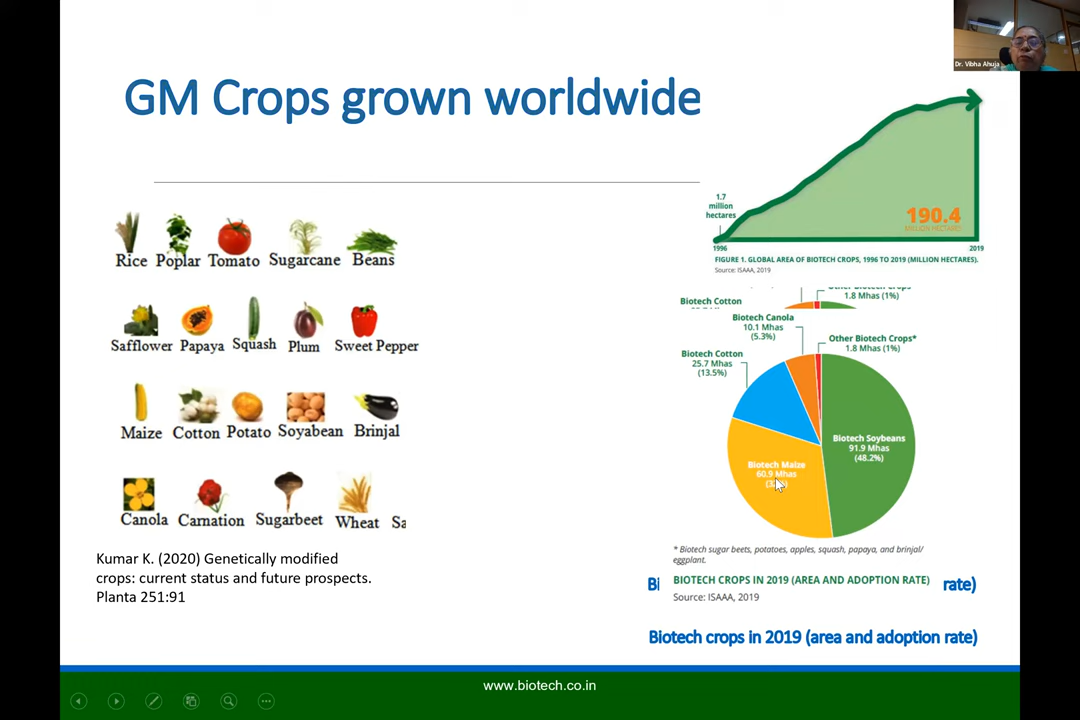 Dr. Vibha Ahuja
GM Crops grown worldwide
1.7
million
hectares
190.4
MILLION HECTARES
1996
2019
FIGURE 1. GLOBAL AREA OF BIOTECH CROPS, 1996 TO 2019 (MILLION HECTARES).
Source: ISAAA, 2019
Rice Poplar Tomato Sugarcane Beans
Safflower Papaya Squash Plum Sweet Pepper
Maize Cotton Potato Soyabean Brinjal
Canola Carnation Sugarbeet Wheat Sa
Kumar K. (2020) Genetically modified
crops: current status and future prospects.
Planta 251:91
Other Biotech Crops
1.8 Mhas (1%)
Biotech Cotton
Biotech Canola
10.1 Mhas
(5.3%)
Other Biotech Crops*
1.8 Mhas (1%)
Biotech Cotton
25.7 Mhas
(13.5%)
Biotech Soybeans
91.9 Mhas
(48.2%)
Biotech Maize
60.9 Mhas
* Biotech sugar beets, potatoes, apples, squash, papaya, and brinjal/
eggplant.
Bi
BIOTECH CROPS IN 2019 (AREA AND ADOPTION RATE)
rate)
Source: ISAAA, 2019
Biotech crops in 2019 (area and adoption rate)
www.biotech.co.in